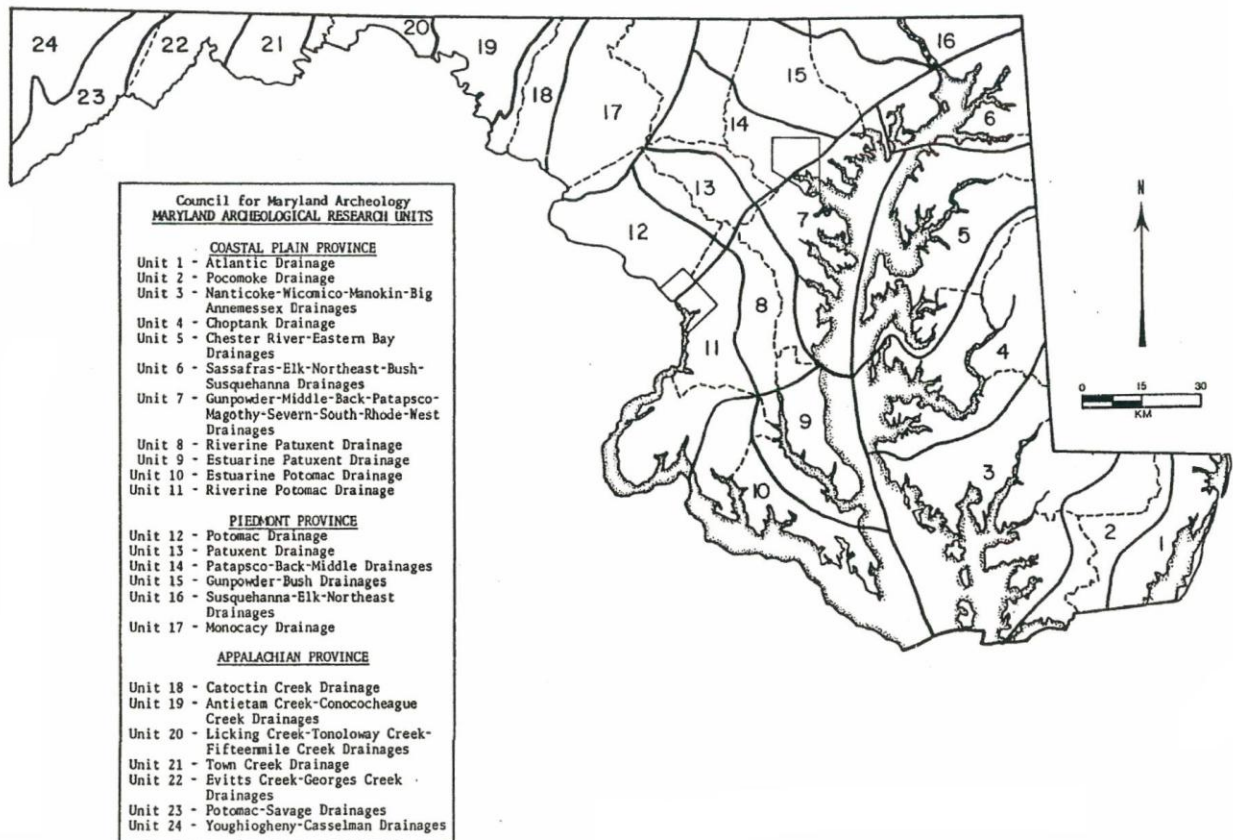 24
22
21
20
19
18
17
16
15
14
23
6
13
7
12
5
8
11
4
9
10
3
2
1
N
0 15 30
KM
Council for Maryland Archeology
MARYLAND ARCHEOLOGICAL RESEARCH UNITS
COASTAL PLAIN PROVINCE
Unit 1 - Atlantic Drainage
Unit 2 - Pocomoke Drainage
Unit 3 - Nanticoke-Wicomico-Manokin-Big
Annemessex Drainages
Unit 4 - Choptank Drainage
Unit 5 - Chester River-Eastern Bay
Drainages
Unit 6 - Sassafras-Elk-Northeast-Bush-
Susquehanna Drainages
Unit 7 - Gunpowder-Middle-Back-Patapsco-
Magothy-Severn-South-Rhode-West
Drainages
Unit 8 - Riverine Patuxent Drainage
Unit 9 - Estuarine Patuxent Drainage
Unit 10 - Estuarine Potomac Drainage
Unit 11 - Riverine Potomac Drainage
PIEDMONT PROVINCE
Unit 12 - Potomac Drainage
Unit 13 - Patuxent Drainage
Unit 14 - Patapsco-Back-Middle Drainages
Unit 15 - Gunpowder-Bush Drainages
Unit 16 - Susquehanna-Elk-Northeast
Drainages
Unit 17 - Monocacy Drainage
APPALACHIAN PROVINCE
Unit 18 - Catoctin Creek Drainage
Unit 19 - Antietam Creek-Conococheague
Creek Drainages
Unit 20 - Licking Creek-Tonoloway Creek-
Fifteenmile Creek Drainages
Unit 21 - Town Creek Drainage
Unit 22 - Evitts Creek-Georges Creek
Drainages
Unit 23 - Potomac-Savage Drainages
Unit 24 - Youghiogheny-Casselman Drainages